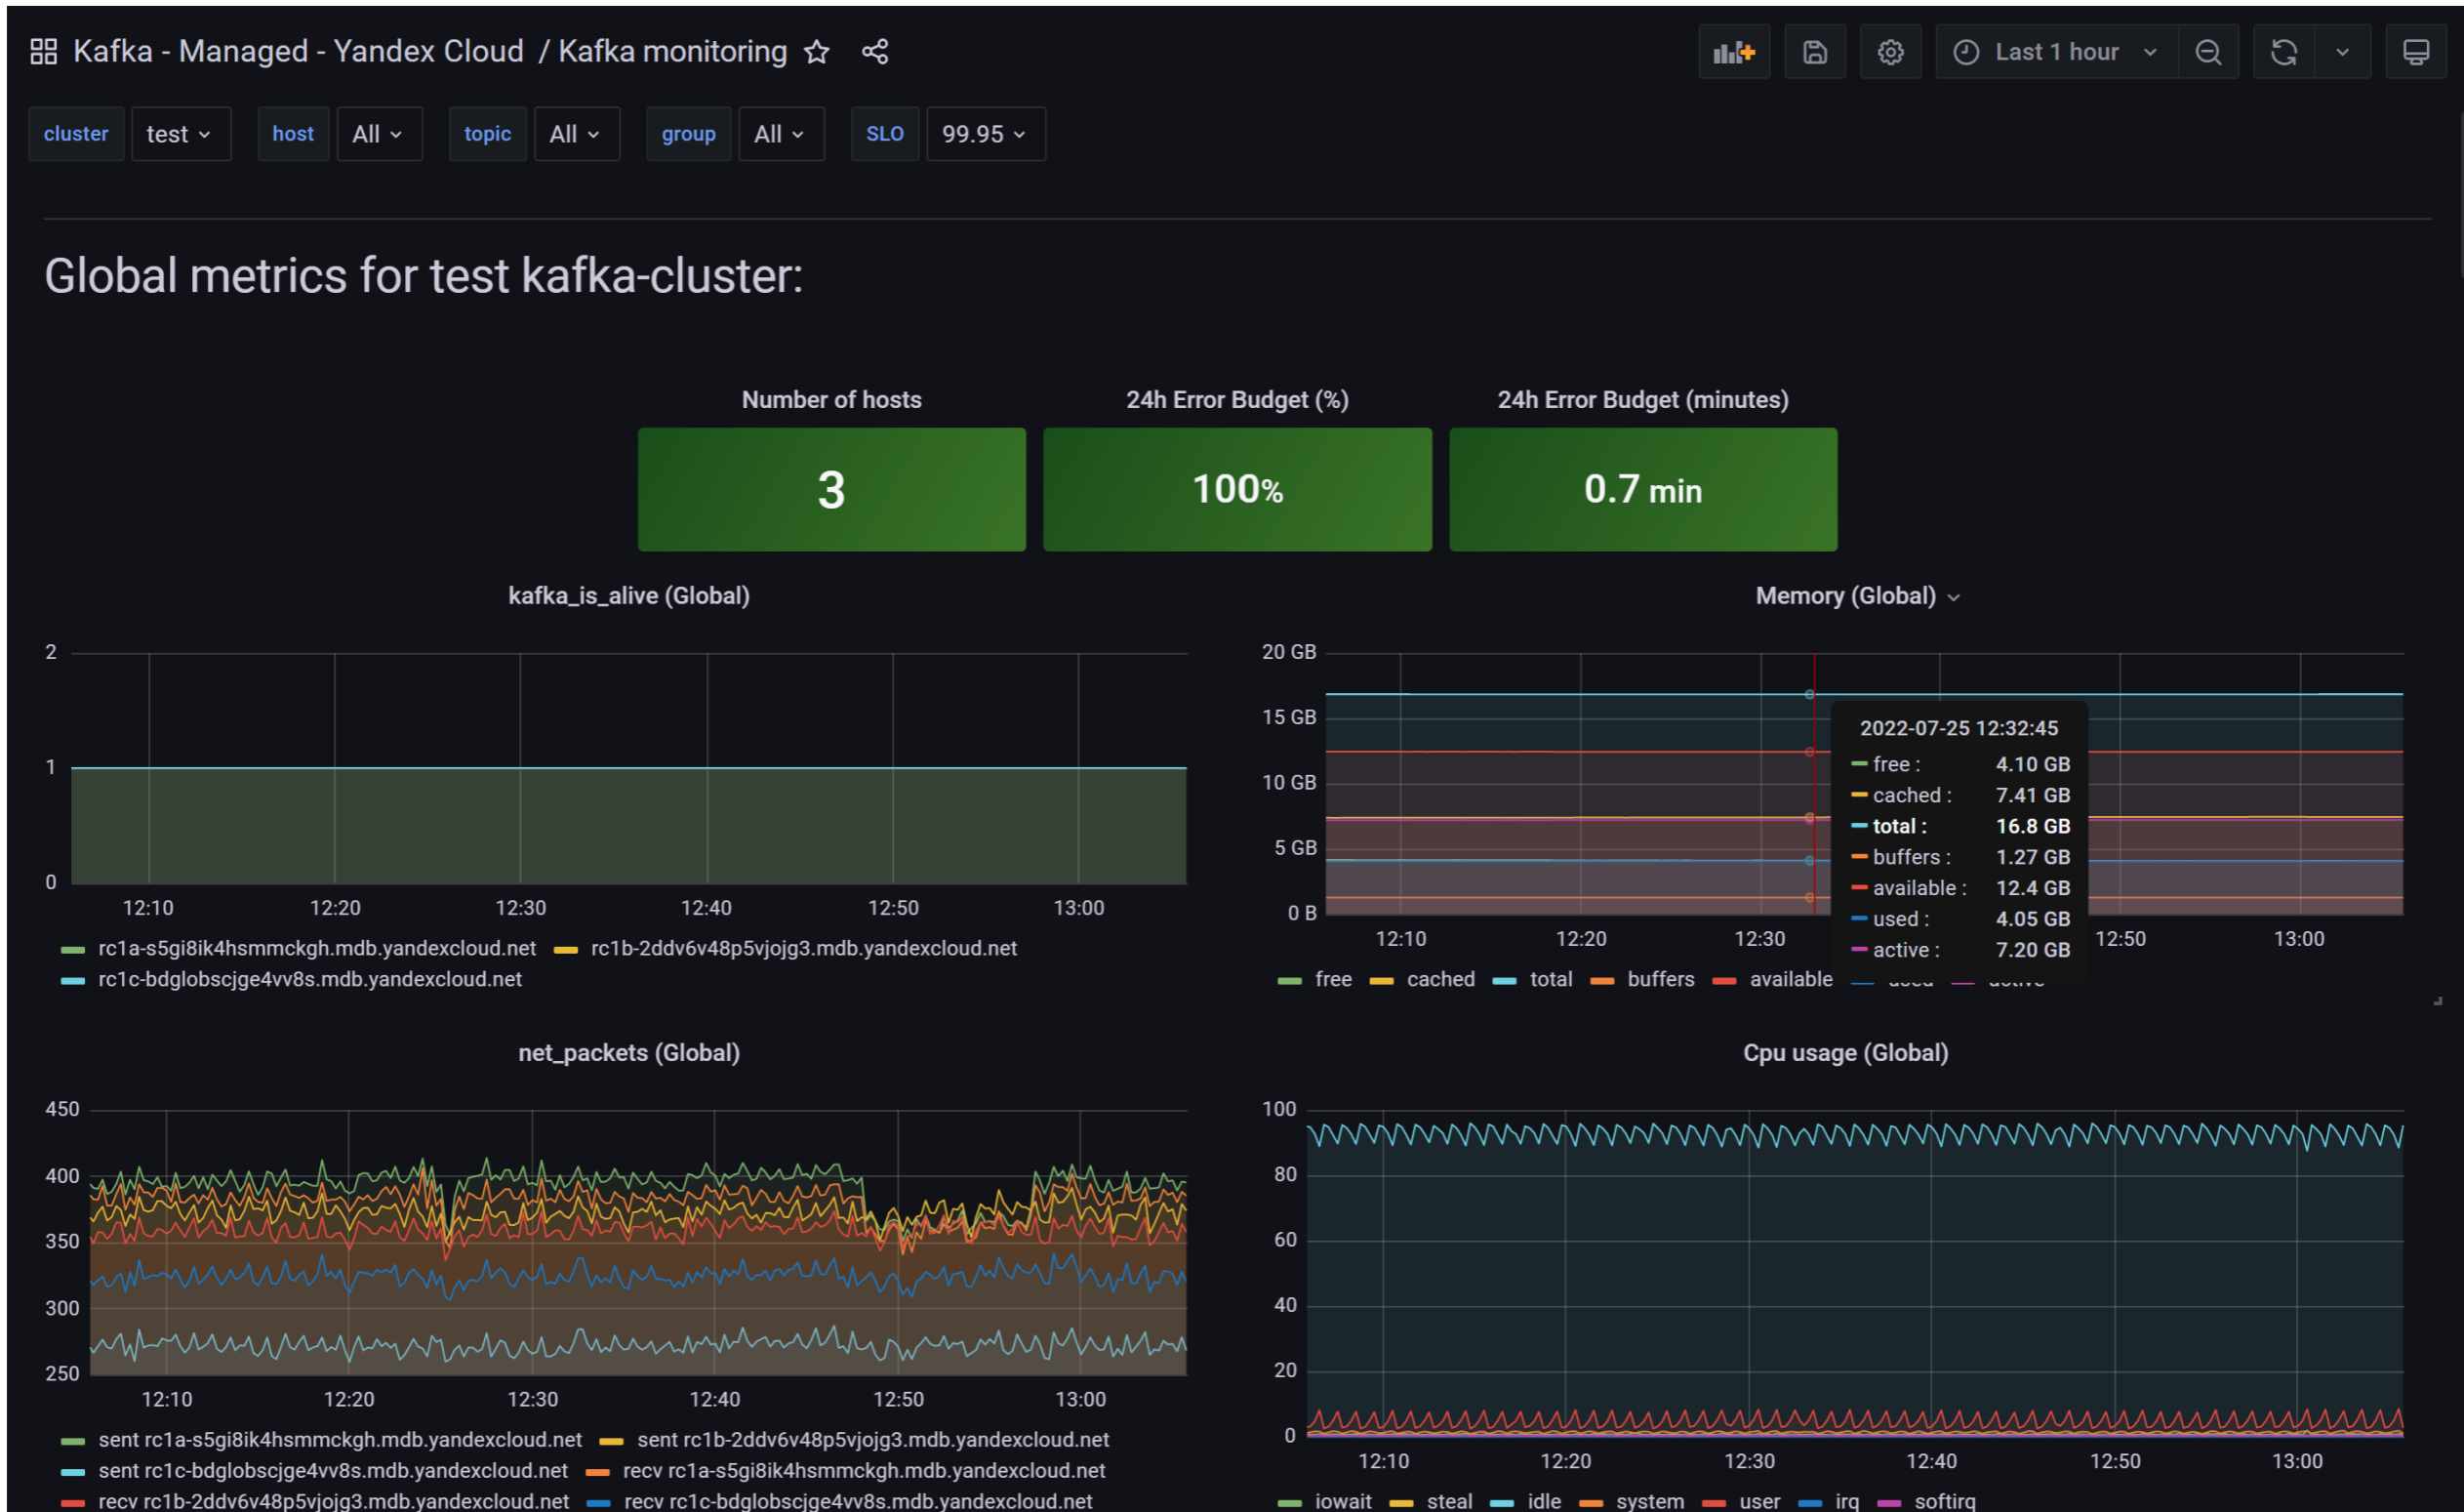 Kafka - Managed - Yandex Cloud / Kafka monitoring
Last 1 hour
cluster test host All topic All group All SLO 99.95
Global metrics for test kafka-cluster:
Number of hosts
3
24h Error Budget (%)
100%
24h Error Budget (minutes)
0.7 min
kafka_is_alive (Global)
2
1
0
12:10 12:20 12:30 12:40 12:50 13:00
rc1a-s5gi8ik4hsmmckgh.mdb.yandexcloud.net rc1b-2ddv6v48p5vjojg3.mdb.yandexcloud.net
rc1c-bdglobscjge4vv8s.mdb.yandexcloud.net
Memory (Global)
20 GB
15 GB
10 GB
5 GB
0 B
12:10 12:20 12:30 12:50 13:00
2022-07-25 12:32:45
free : 4.10 GB
cached : 7.41 GB
total : 16.8 GB
buffers : 1.27 GB
available : 12.4 GB
used : 4.05 GB
active : 7.20 GB
free cached total buffers available used active
net_packets (Global)
450
400
350
300
250
12:10 12:20 12:30 12:40 12:50 13:00
sent rc1a-s5gi8ik4hsmmckgh.mdb.yandexcloud.net sent rc1b-2ddv6v48p5vjojg3.mdb.yandexcloud.net
sent rc1c-bdglobscjge4vv8s.mdb.yandexcloud.net recv rc1a-s5gi8ik4hsmmckgh.mdb.yandexcloud.net
recv rc1b-2ddv6v48p5vjojg3.mdb.yandexcloud.net recv rc1c-bdglobscjge4vv8s.mdb.yandexcloud.net
Cpu usage (Global)
100
80
60
40
20
0
12:10 12:20 12:30 12:40 12:50 13:00
iowait steal idle system user irq softirq